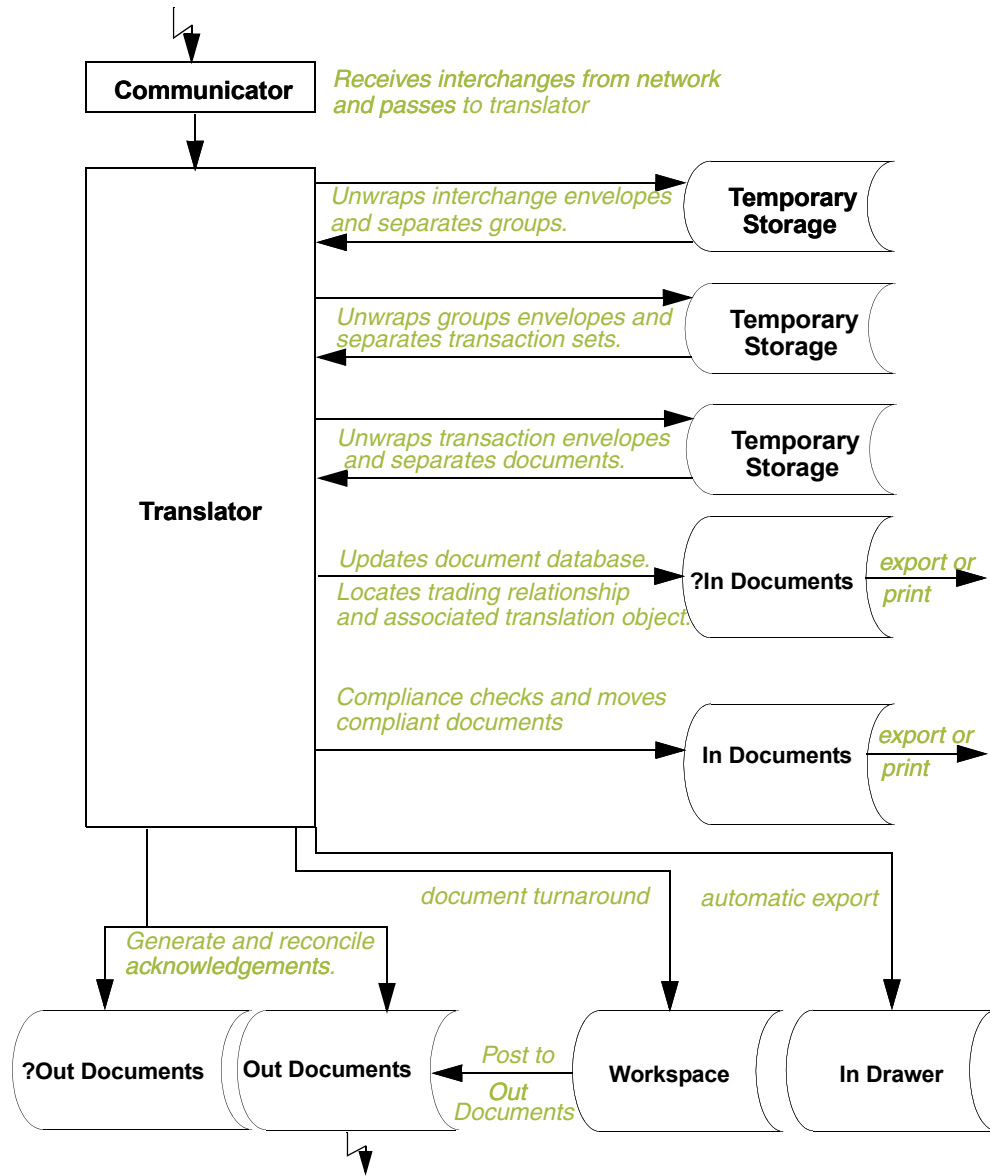 Communicator
Receives interchanges from network
and passes to translator
Unwraps interchange envelopes
and separates groups.
Temporary
Storage
Unwraps groups envelopes and
separates transaction sets.
Temporary
Storage
Unwraps transaction envelopes
and separates documents.
Temporary
Storage
Translator
Updates document database.
Locates trading relationship
and associated translation object.
?In Documents
export or
print
Compliance checks and moves
compliant documents
In Documents
export or
print
document turnaround
automatic export
Generate and reconcile
acknowledgements.
?Out Documents
Out Documents
Post to
Out
Documents
Workspace
In Drawer